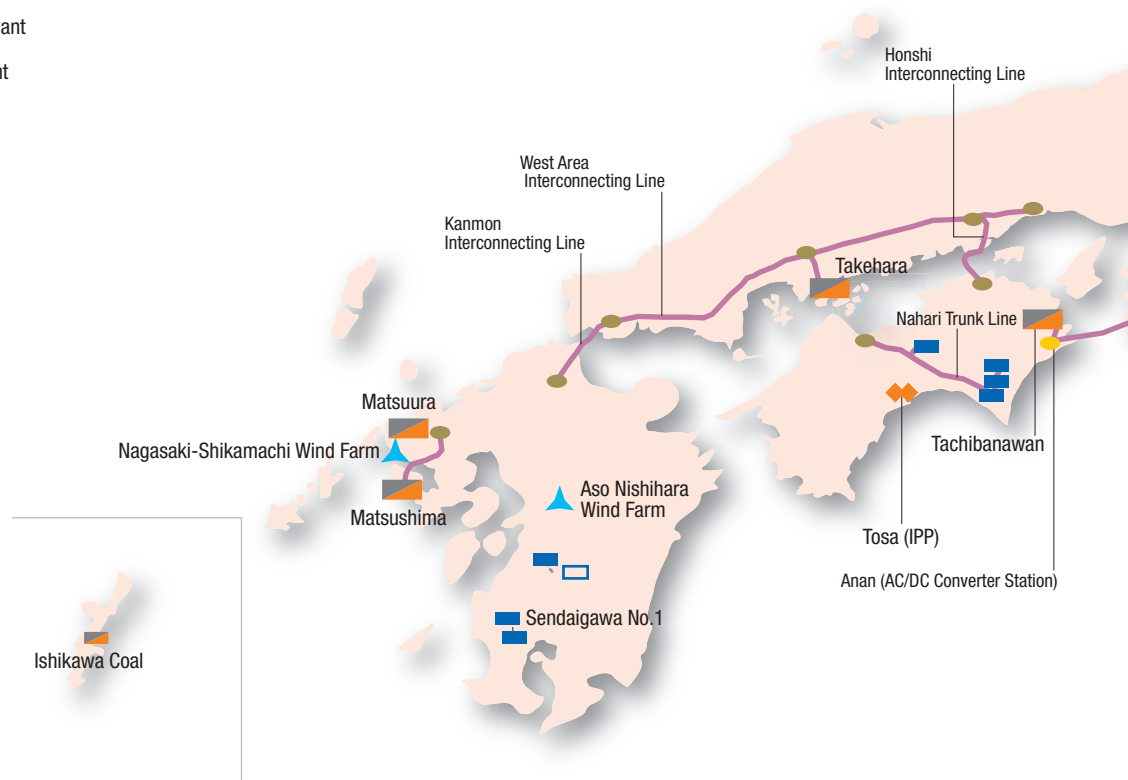 ant
nt
Honshi
Interconnecting Line
West Area
Interconnecting Line
Kanmon
Interconnecting Line
Takehara
Nahari Trunk Line
Matsuura
Nagasaki-Shikamachi Wind Farm
Tachibanawan
Aso Nishihara
Wind Farm
Matsushima
Tosa (IPP)
Anan (AC/DC Converter Station)
Sendaigawa No.1
Ishikawa Coal